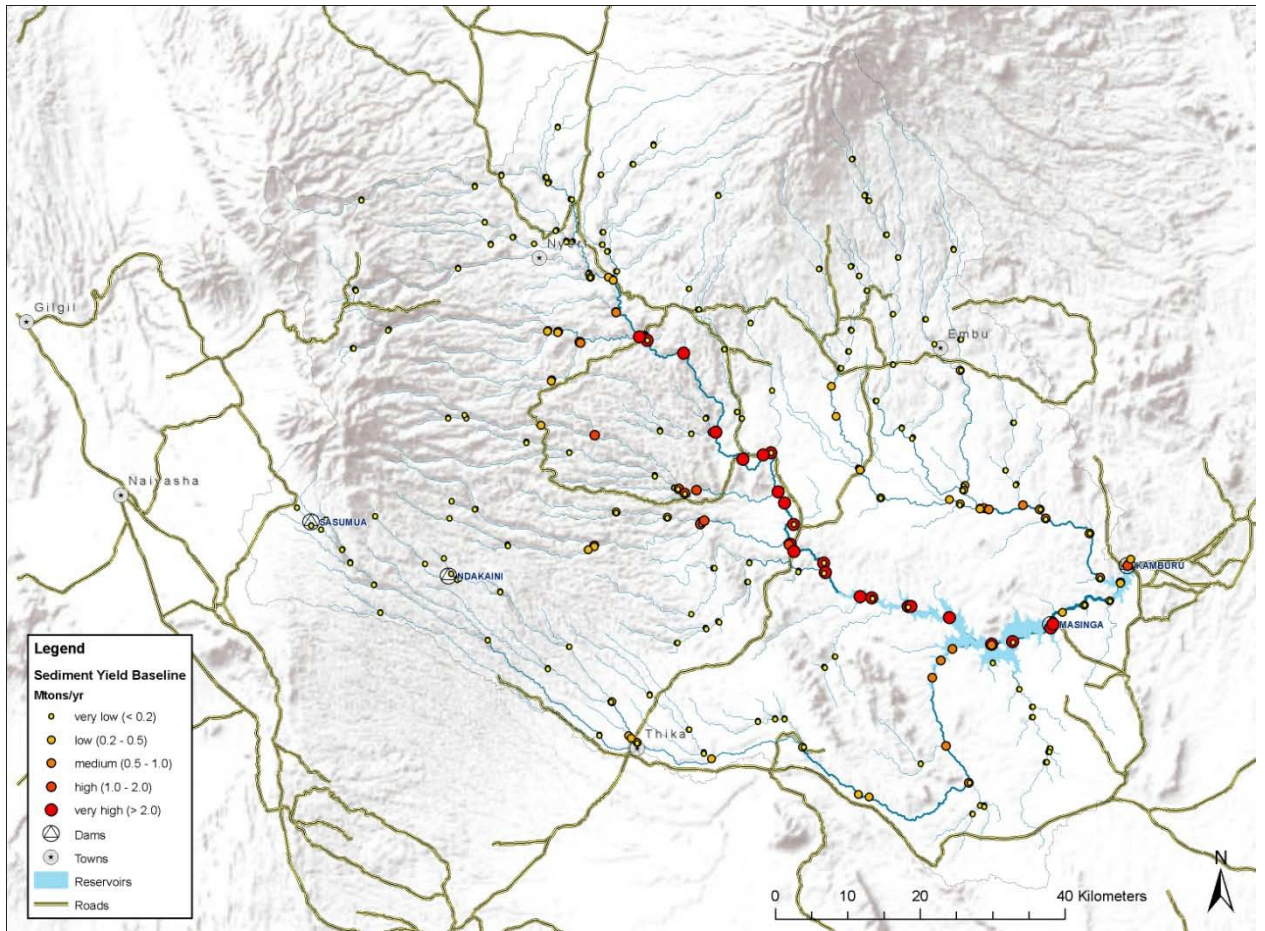 Nyeri
Gilgil
Embu
Naivasha
SASUMUA
NDAKAINI
KAMBURU
MASINGA
Thika
Legend
Sediment Yield Baseline
Mtons/yr
very low (< 0.2)
low (0.2 - 0.5)
medium (0.5 - 1.0)
high (1.0 - 2.0)
very high (> 2.0)
Dams
Towns
Reservoirs
Roads
0 10 20 40 Kilometers
N